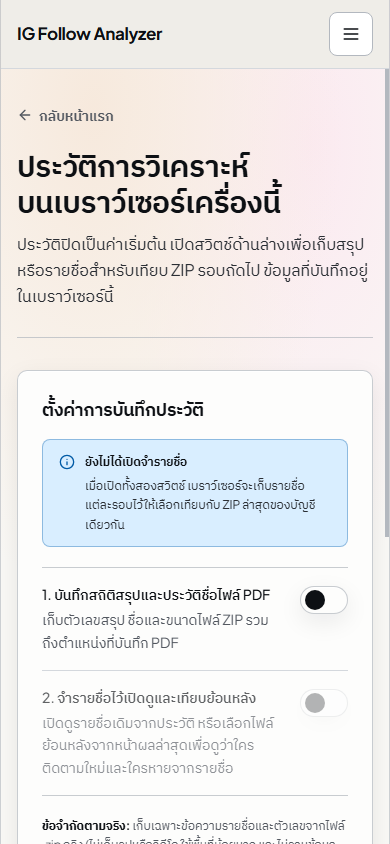 IG Follow Analyzer
← กลับหน้าแรก
ประวัติการวิเคราะห์
บนเบราว์เซอร์เครื่องนี้
ประวัติปิดเป็นค่าเริ่มต้น เปิดสวิตช์ด้านล่างเพื่อเก็บสรุป
หรือรายชื่อสำหรับเทียบ ZIP รอบถัดไป ข้อมูลที่บันทึกอยู่
ในเบราว์เซอร์นี้
ตั้งค่าการบันทึกประวัติ
ยังไม่ได้เปิดจำรายชื่อ
เมื่อเปิดทั้งสองสวิตช์ เบราว์เซอร์จะเก็บรายชื่อ
แต่ละรอบไว้ให้เลือกเทียบกับ ZIP ล่าสุดของบัญชี
เดียวกัน
1. บันทึกสถิติสรุปและประวัติชื่อไฟล์ PDF
เก็บตัวเลขสรุป ชื่อและขนาดไฟล์ ZIP รวม
ถึงตำแหน่งที่บันทึก PDF
2. จำรายชื่อไว้เปิดดูและเทียบย้อนหลัง
เปิดดูรายชื่อเดิมจากประวัติ หรือเลือกไฟล์
ย้อนหลังจากหน้าผลล่าสุดเพื่อดูว่าใคร
ติดตามใหม่และใครหายจากรายชื่อ
ข้อจำกัดตามจริง: เก็บเฉพาะข้อความรายชื่อและตัวเลขจากไฟล์